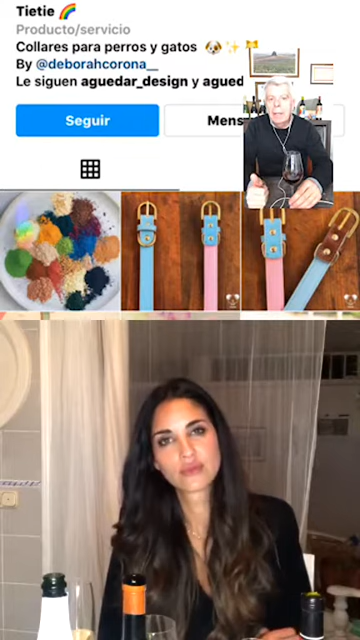 Tietie 🌈
Producto/servicio
Collares para perros y gatos 🐶✨🎀
By @deborahcorona__
Le siguen aguedar_design y agued
Seguir
Mens